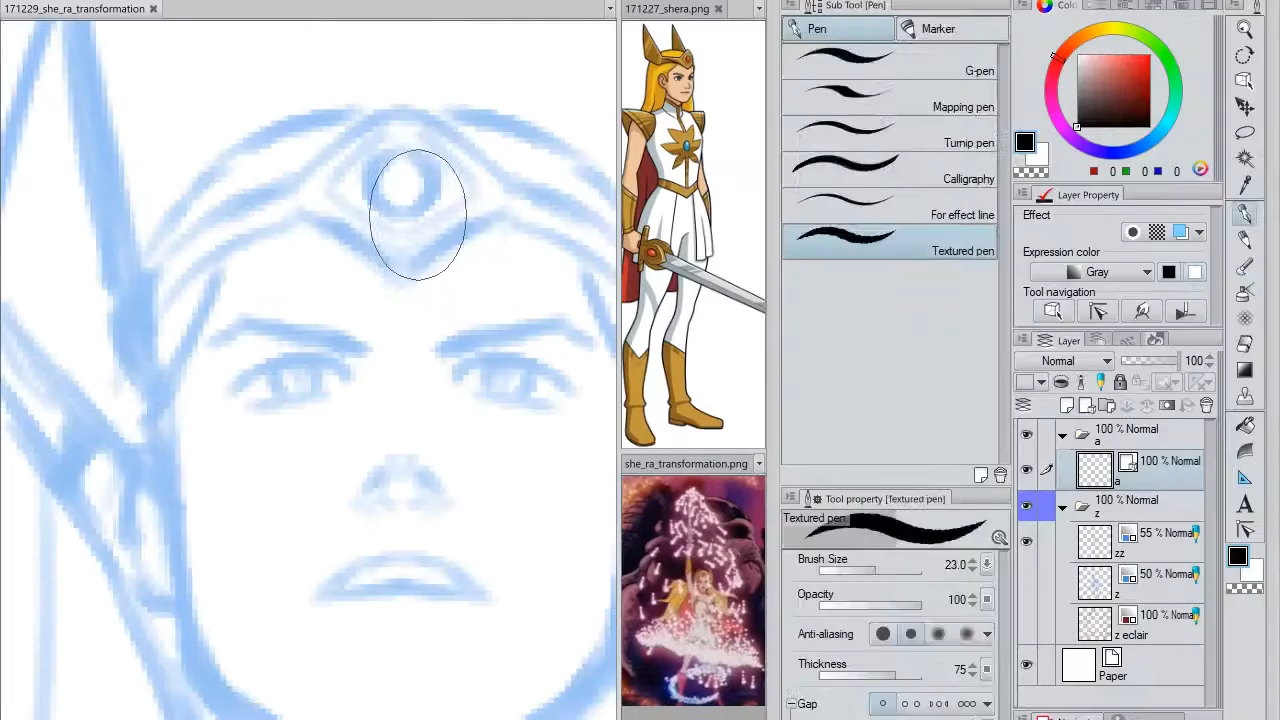 171229_she_ra_transformation
171227_shera.png
Sub Tool [Pen]
Pen
Marker
G-pen
Mapping pen
Turnip pen
Calligraphy
For effect line
Textured pen
she_ra_transformation.png
Tool property [Textured pen]
Textured pen
Brush Size
23.0
Opacity
100
Anti-aliasing
Thickness
75
Gap
0
0
0
Layer Property
Effect
Expression color
Gray
Tool navigation
Layer
Normal
100
100 % Normal
a
100 % Normal
a
100 % Normal
z
55 % Normal
zz
50 % Normal
z
100 % Normal
z eclair
Paper